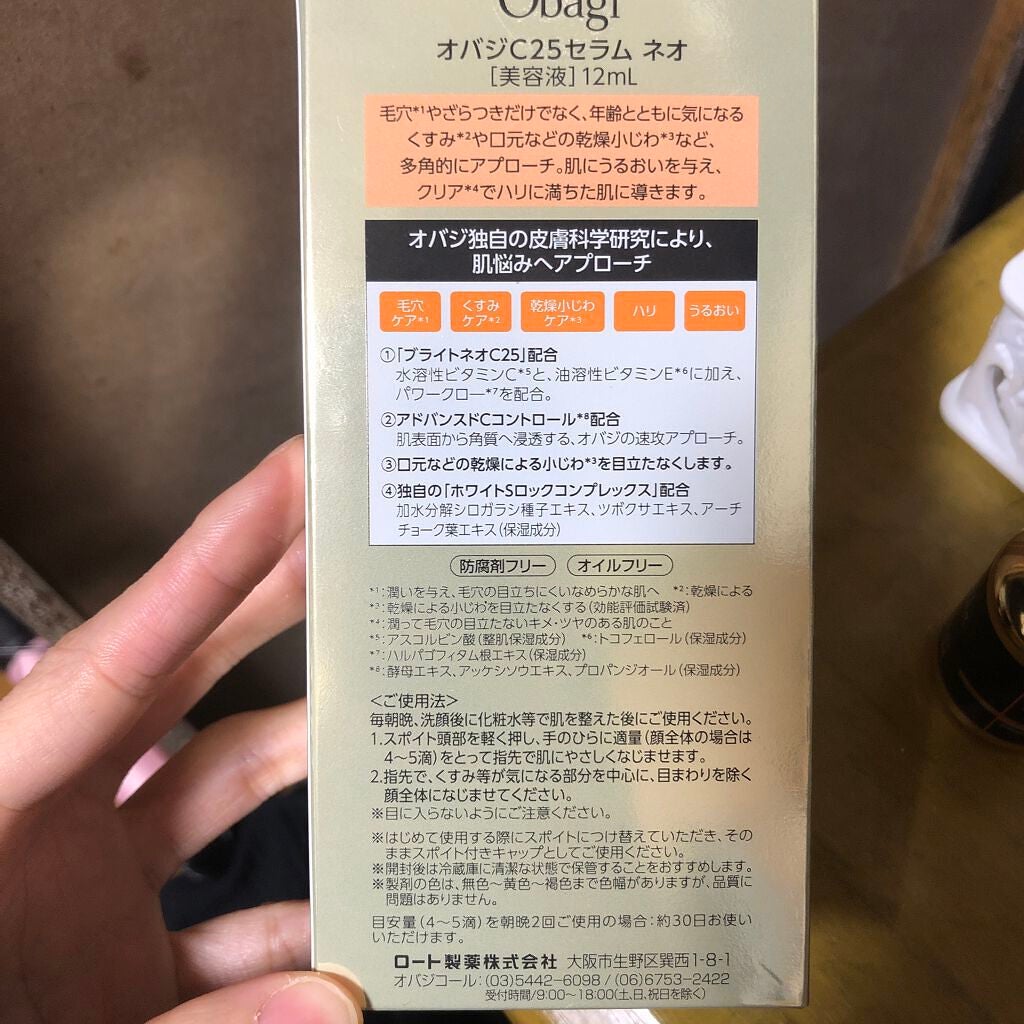 Obagi
オバジC25セラム ネオ
[美容液]12mL
毛穴*1やざらつきだけでなく、年齢とともに気になる
くすみ*2や口元などの乾燥小じわ*3など、
多角的にアプローチ。肌にうるおいを与え、
クリア*4でハリに満ちた肌に導きます。
オバジ独自の皮膚科学研究により、
肌悩みへアプローチ
毛穴ケア*1 くすみケア*2 乾燥小じわケア*3 ハリ うるおい
①「ブライトネオC25」配合
水溶性ビタミンC*5と、油溶性ビタミンE*6に加え、
パワークロー*7を配合。
②アドバンスドCコントロール*8配合
肌表面から角質へ浸透する、オバジの速攻アプローチ。
③口元などの乾燥による小じわ*3を目立たなくします。
④独自の「ホワイトSロックコンプレックス」配合
加水分解シロガラシ種子エキス、ツボクサエキス、アーチ
チョーク葉エキス(保湿成分)
防腐剤フリー オイルフリー
*1:潤いを与え、毛穴の目立ちにくいなめらかな肌へ *2:乾燥による
*3:乾燥による小じわを目立たなくする(効能評価試験済)
*4:潤って毛穴の目立たないキメ・ツヤのある肌のこと
*5:アスコルビン酸(整肌保湿成分) *6:トコフェロール(保湿成分)
*7:ハルパゴフィタム根エキス(保湿成分)
*8:酵母エキス、アッケシソウエキス、プロパンジオール(保湿成分)
<ご使用法>
毎朝晩、洗顔後に化粧水等で肌を整えた後にご使用ください。
1.スポイト頭部を軽く押し、手のひらに適量(顔全体の場合は
4〜5滴)をとって指先で肌にやさしくなじませます。
2.指先で、くすみ等が気になる部分を中心に、目まわりを除く
顔全体になじませてください。
※目に入らないようにご注意ください。
※はじめて使用する際にスポイトにつけ替えていただき、その
ままスポイト付きキャップとしてご使用ください。
※開封後は冷蔵庫に清潔な状態で保管することをおすすめします。
※製剤の色は、無色〜黄色〜褐色まで色幅がありますが、品質に
問題はありません。
目安量(4〜5滴)を朝晩2回ご使用の場合:約30日お使い
いただけます。
ロート製薬株式会社 大阪市生野区巽西1-8-1
オバジコール:(03)5442-6098/(06)6753-2422
受付時間/9:00〜18:00(土、日、祝日を除く)